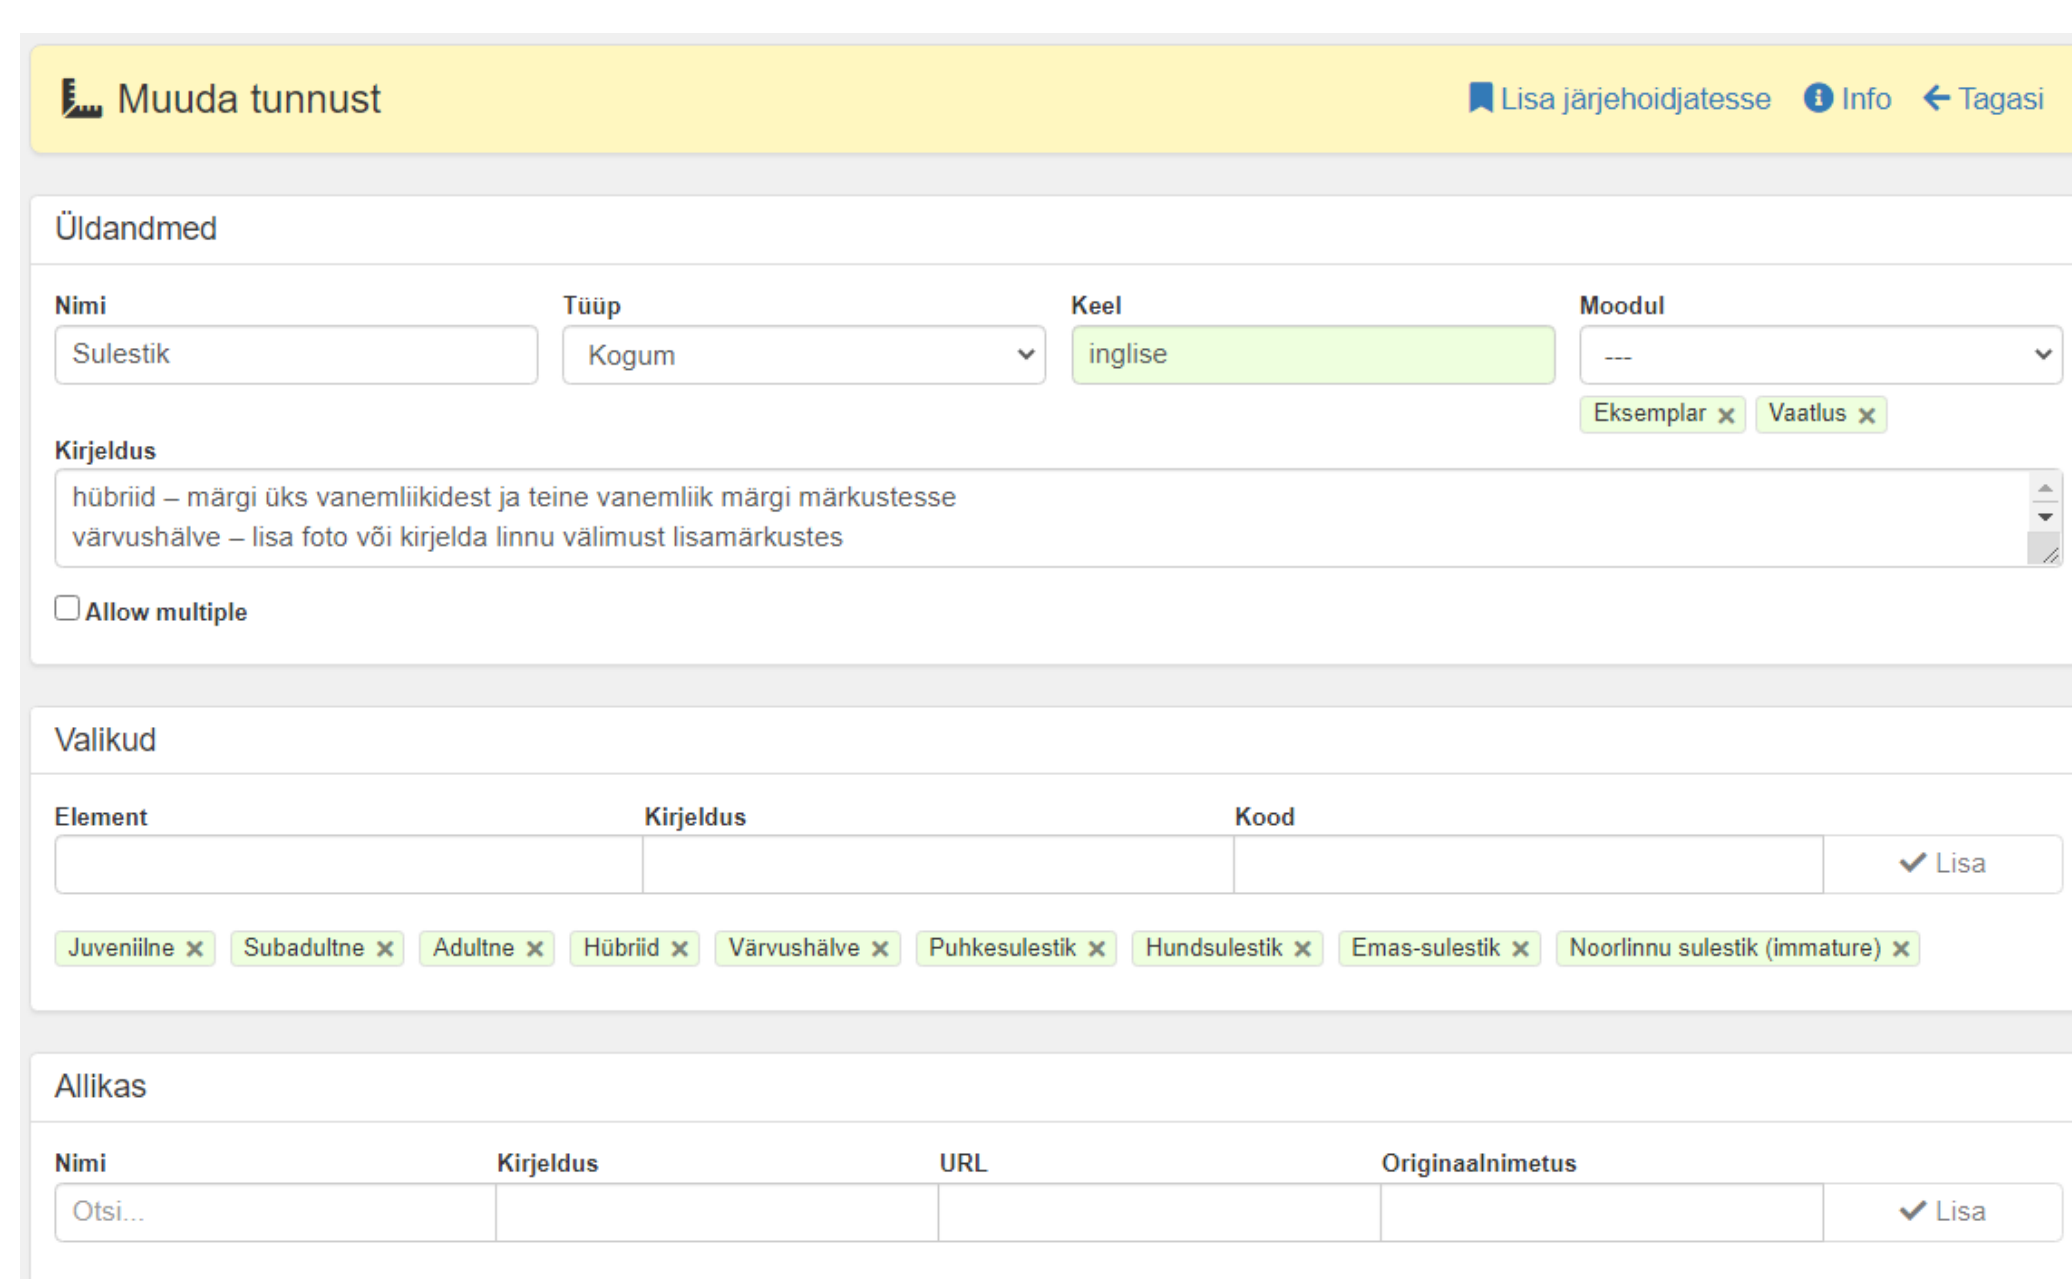 Muuda tunnust
Lisa järjehoidjatesse Info Tagasi
Üldandmed
Nimi Tüüp Keel Moodul
Sulestik Kogum inglise ---
Eksemplar Vaatlus
Kirjeldus
hübriid – märgi üks vanemliikidest ja teine vanemliik märgi märkustesse
värvushälve – lisa foto või kirjelda linnu välimust lisamärkustes
Allow multiple
Valikud
Element Kirjeldus Kood
Lisa
Juveniilne Subadultne Adultne Hübriid Värvushälve Puhkesulestik Hundsulestik Emas-sulestik Noorlinnu sulestik (immature)
Allikas
Nimi Kirjeldus URL Originaalnimetus
Otsi... Lisa